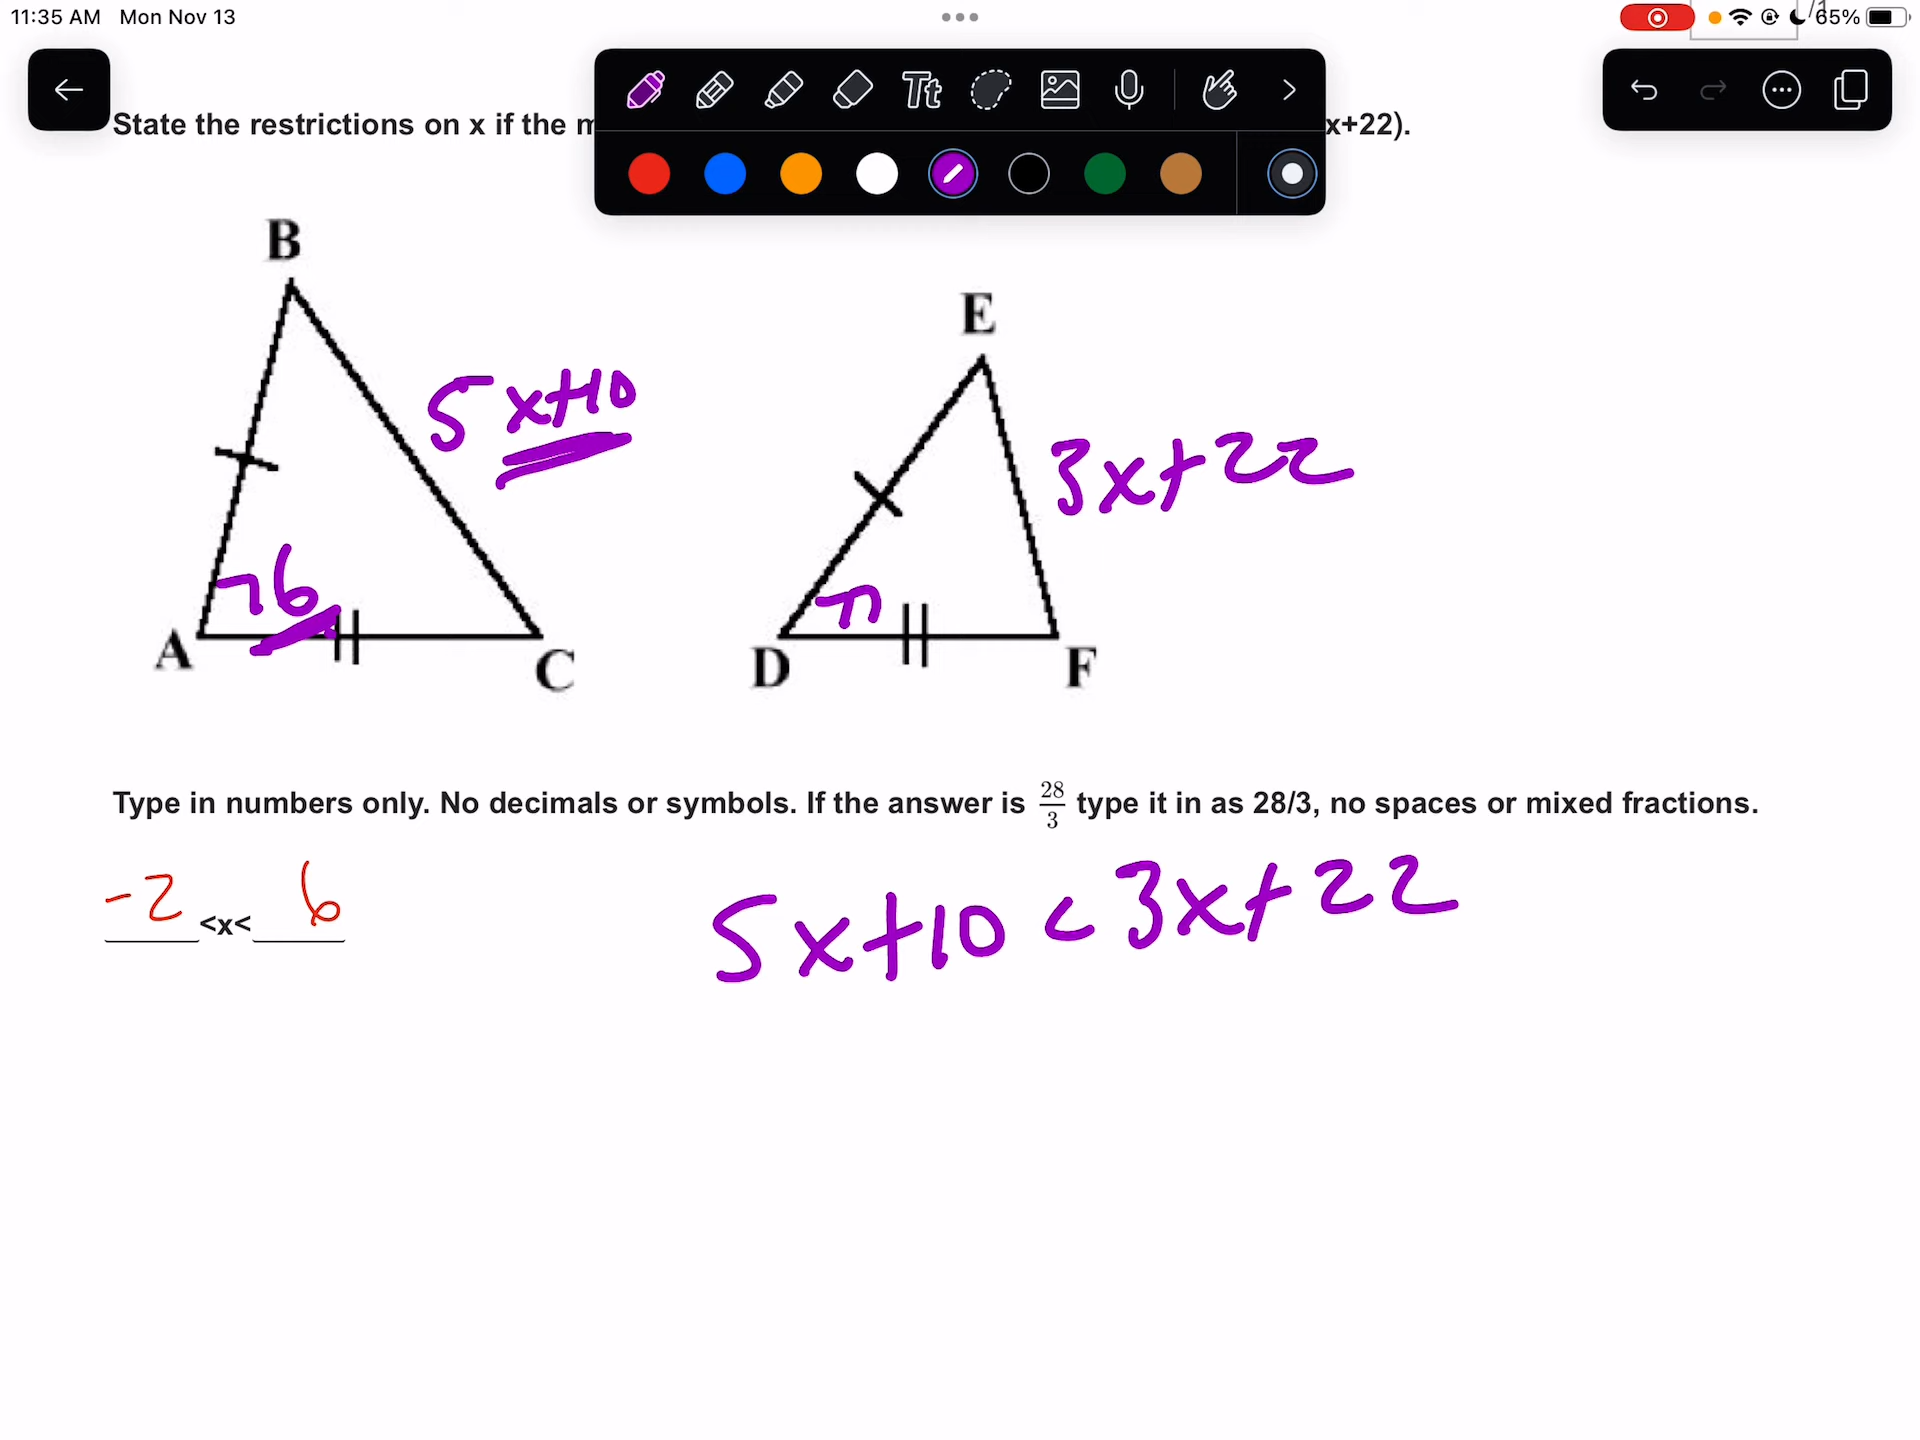 11:35 AM Mon Nov 13
65%
Tt
State the restrictions on x if the m
x+22).
B
E
5x+10
3x+22
76
77
A
C
D
F
Type in numbers only. No decimals or symbols. If the answer is 28/3 type it in as 28/3, no spaces or mixed fractions.
-2 <x< 6
5x+10 < 3x+22